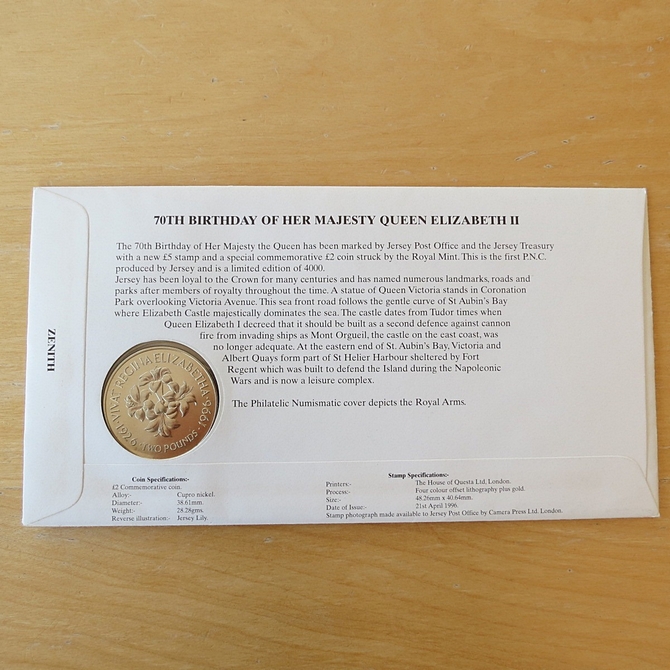 70TH BIRTHDAY OF HER MAJESTY QUEEN ELIZABETH II
The 70th Birthday of Her Majesty the Queen has been marked by Jersey Post Office and the Jersey Treasury
with a new £5 stamp and a special commemorative £2 coin struck by the Royal Mint. This is the first P.N.C.
produced by Jersey and is a limited edition of 4000.
Jersey has been loyal to the Crown for many centuries and has named numerous landmarks, roads and
parks after members of royalty throughout the time. A statue of Queen Victoria stands in Coronation
Park overlooking Victoria Avenue. This sea front road follows the gentle curve of St Aubin's Bay
where Elizabeth Castle majestically dominates the sea. The castle dates from Tudor times when
Queen Elizabeth I decreed that it should be built as a second defence against cannon
fire from invading ships as Mont Orgueil, the castle on the east coast, was
no longer adequate. At the eastern end of St. Aubin's Bay, Victoria and
Albert Quays form part of St Helier Harbour sheltered by Fort
Regent which was built to defend the Island during the Napoleonic
Wars and is now a leisure complex.
The Philatelic Numismatic cover depicts the Royal Arms.
ZENITH
VIVAT REGINA ELIZABETHA
1926 · TWO POUNDS · 1996
Coin Specifications:-
£2 Commemorative coin.
Alloy:- Cupro nickel.
Diameter:- 38.61mm.
Weight:- 28.28gms.
Reverse illustration:- Jersey Lily.
Stamp Specifications:-
Printers:- The House of Questa Ltd. London.
Process:- Four colour offset lithography plus gold.
Size:- 48.26mm x 40.64mm.
Date of Issue:- 21st April 1996.
Stamp photograph made available to Jersey Post Office by Camera Press Ltd. London.